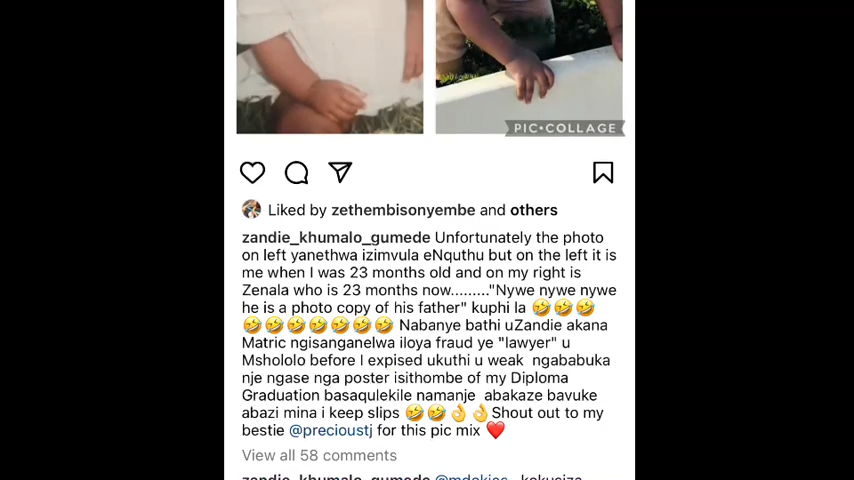 PIC•COLLAGE
Liked by zethembisonyembe and others
zandie_khumalo_gumede Unfortunately the photo
on left yanethwa izimvula eNquthu but on the left it is
me when I was 23 months old and on my right is
Zenala who is 23 months now........."Nywe nywe nywe
he is a photo copy of his father" kuphi la 🤣🤣🤣
🤣🤣🤣🤣🤣🤣🤣 Nabanye bathi uZandie akana
Matric ngisanganelwa iloya fraud ye "lawyer" u
Mshololo before I expised ukuthi u weak ngababuka
nje ngase nga poster isithombe of my Diploma
Graduation basaqulekile namanje abakaze bavuke
abazi mina i keep slips 🤣🤣👌👌Shout out to my
bestie @precioustj for this pic mix ❤️
View all 58 comments
zandie_khumalo_gumede